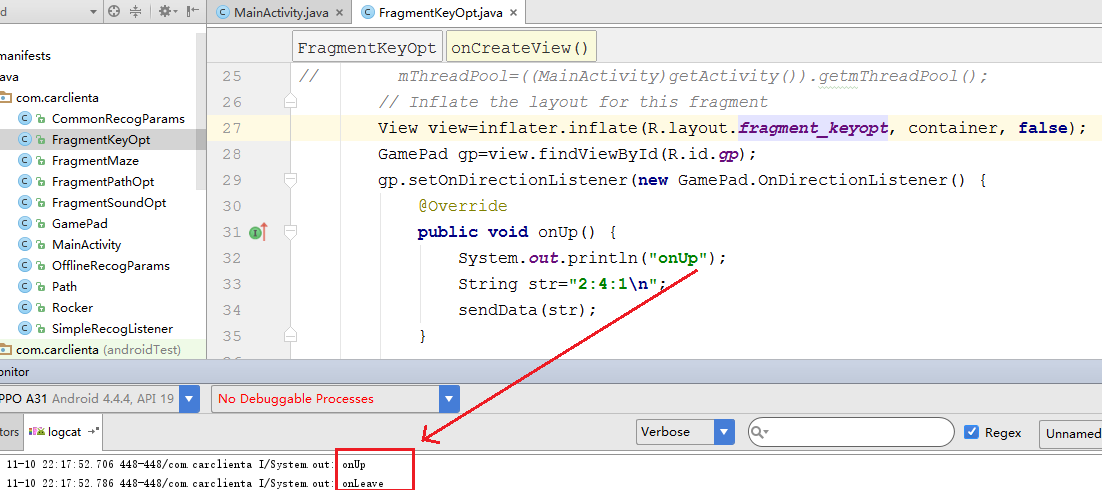 d
MainActivity.java
FragmentKeyOpt.java
manifests
ava
com.carclienta
CommonRecogParams
FragmentKeyOpt
FragmentMaze
FragmentPathOpt
FragmentSoundOpt
GamePad
MainActivity
OfflineRecogParams
Path
Rocker
SimpleRecogListener
com.carclienta (androidTest)
FragmentKeyOpt onCreateView()
25 // mThreadPool=((MainActivity)getActivity()).getmThreadPool();
26 // Inflate the layout for this fragment
27 View view=inflater.inflate(R.layout.fragment_keyopt, container, false);
28 GamePad gp=view.findViewById(R.id.gp);
29 gp.setOnDirectionListener(new GamePad.OnDirectionListener() {
30 @Override
31 public void onUp() {
32 System.out.println("onUp");
33 String str="2:4:1\n";
34 sendData(str);
35 }
onitor
PPO A31 Android 4.4.4, API 19 No Debuggable Processes
tors logcat Verbose Regex Unnamed
11-10 22:17:52.706 448-448/com.carclienta I/System.out: onUp
11-10 22:17:52.786 448-448/com.carclienta I/System.out: onLeave